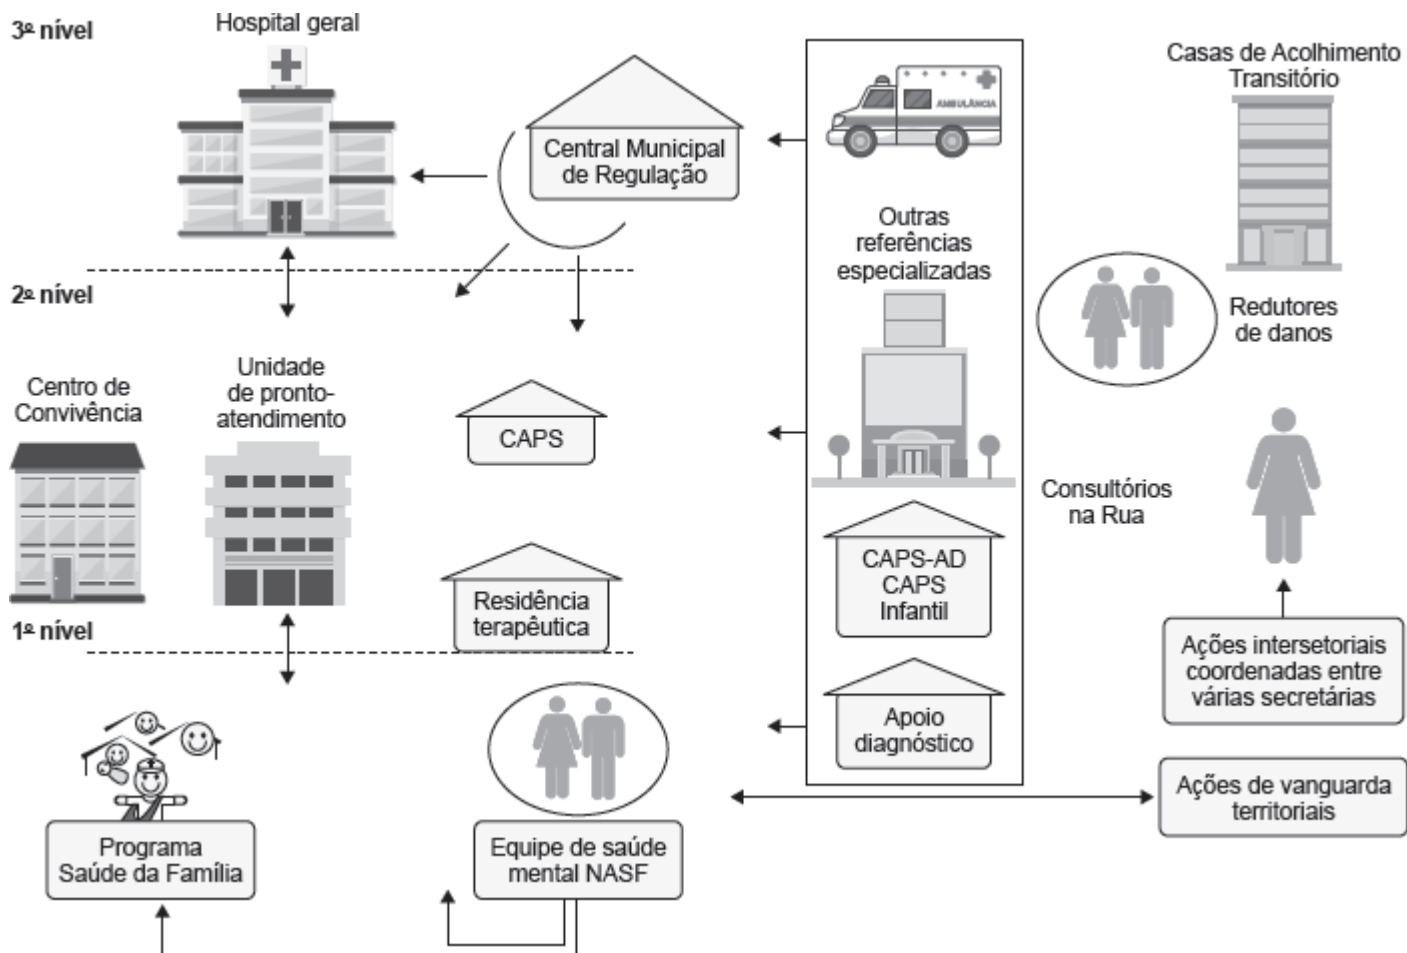 3º nível
Hospital geral
Central Municipal
de Regulação
AMBULÂNCIA
Casas de Acolhimento
Transitório
Outras
referências
especializadas
2º nível
Redutores
de danos
Centro de
Convivência
Unidade
de pronto-
atendimento
CAPS
Consultórios
na Rua
CAPS-AD
CAPS
Infantil
Residência
terapêutica
1º nível
Ações intersetoriais
coordenadas entre
várias secretárias
Apoio
diagnóstico
Ações de vanguarda
territoriais
Programa
Saúde da Família
Equipe de saúde
mental NASF